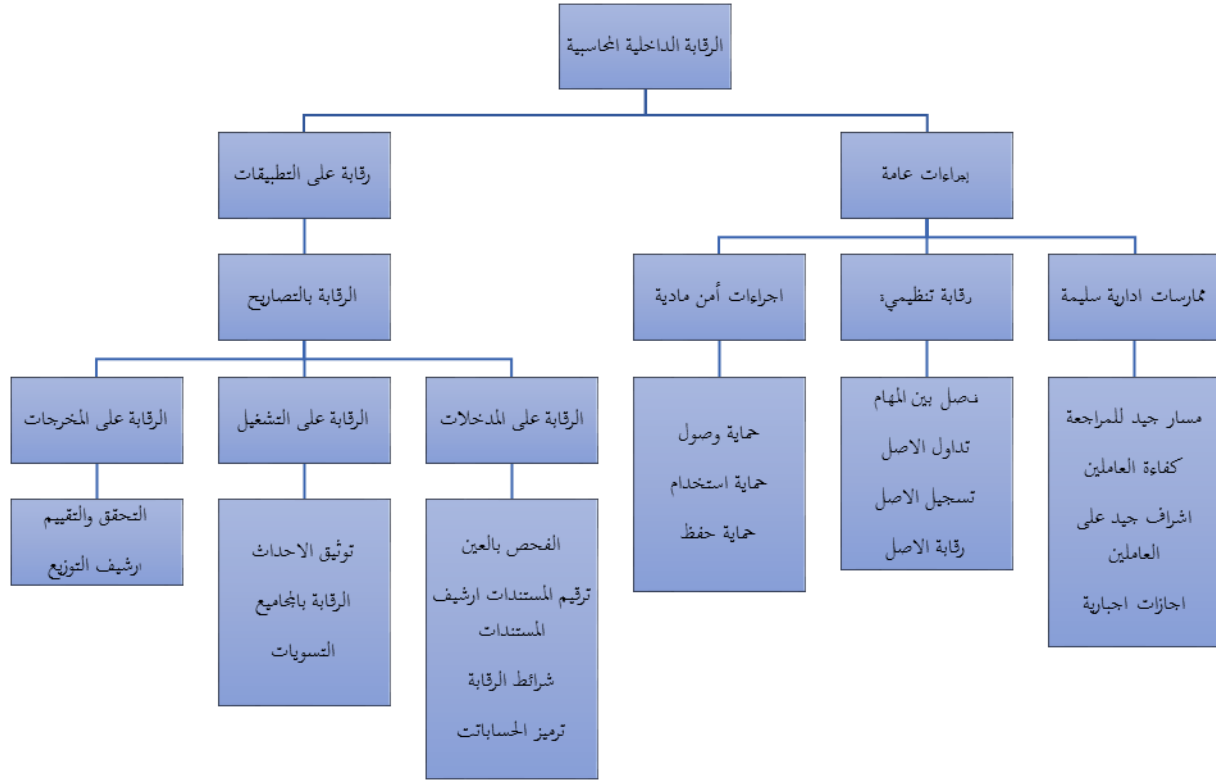 الرقابة الداخلية المحاسبية
إجراءات عامة
رقابة على التطبيقات
ممارسات ادارية سليمة
رقابة تنظيمية
اجراءات أمن مادية
الرقابة بالتصاريح
مسار جيد للمراجعة
كفاءة العاملين
اشراف جيد على
العاملين
اجازات اجبارية
فصل بين المهام
تداول الاصل
تسجيل الاصل
رقابة الاصل
حماية وصول
حماية استخدام
حماية حفظ
الرقابة على المدخلات
الرقابة على التشغيل
الرقابة على المخرجات
الفحص بالعين
ترقيم المستندات ارشيف
المستندات
شرائط الرقابة
ترميز الحساباتت
توثيق الاحداث
الرقابة بالمجاميع
التسويات
التحقق والتقييم
ارشيف التوزيع